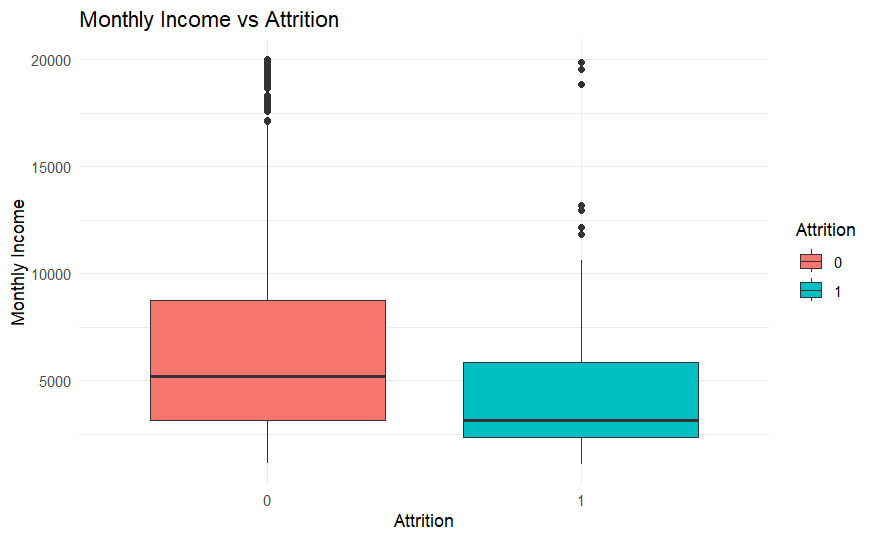 Monthly Income vs Attrition
20000
15000
10000
5000
Monthly Income
0
1
Attrition
Attrition
0
1